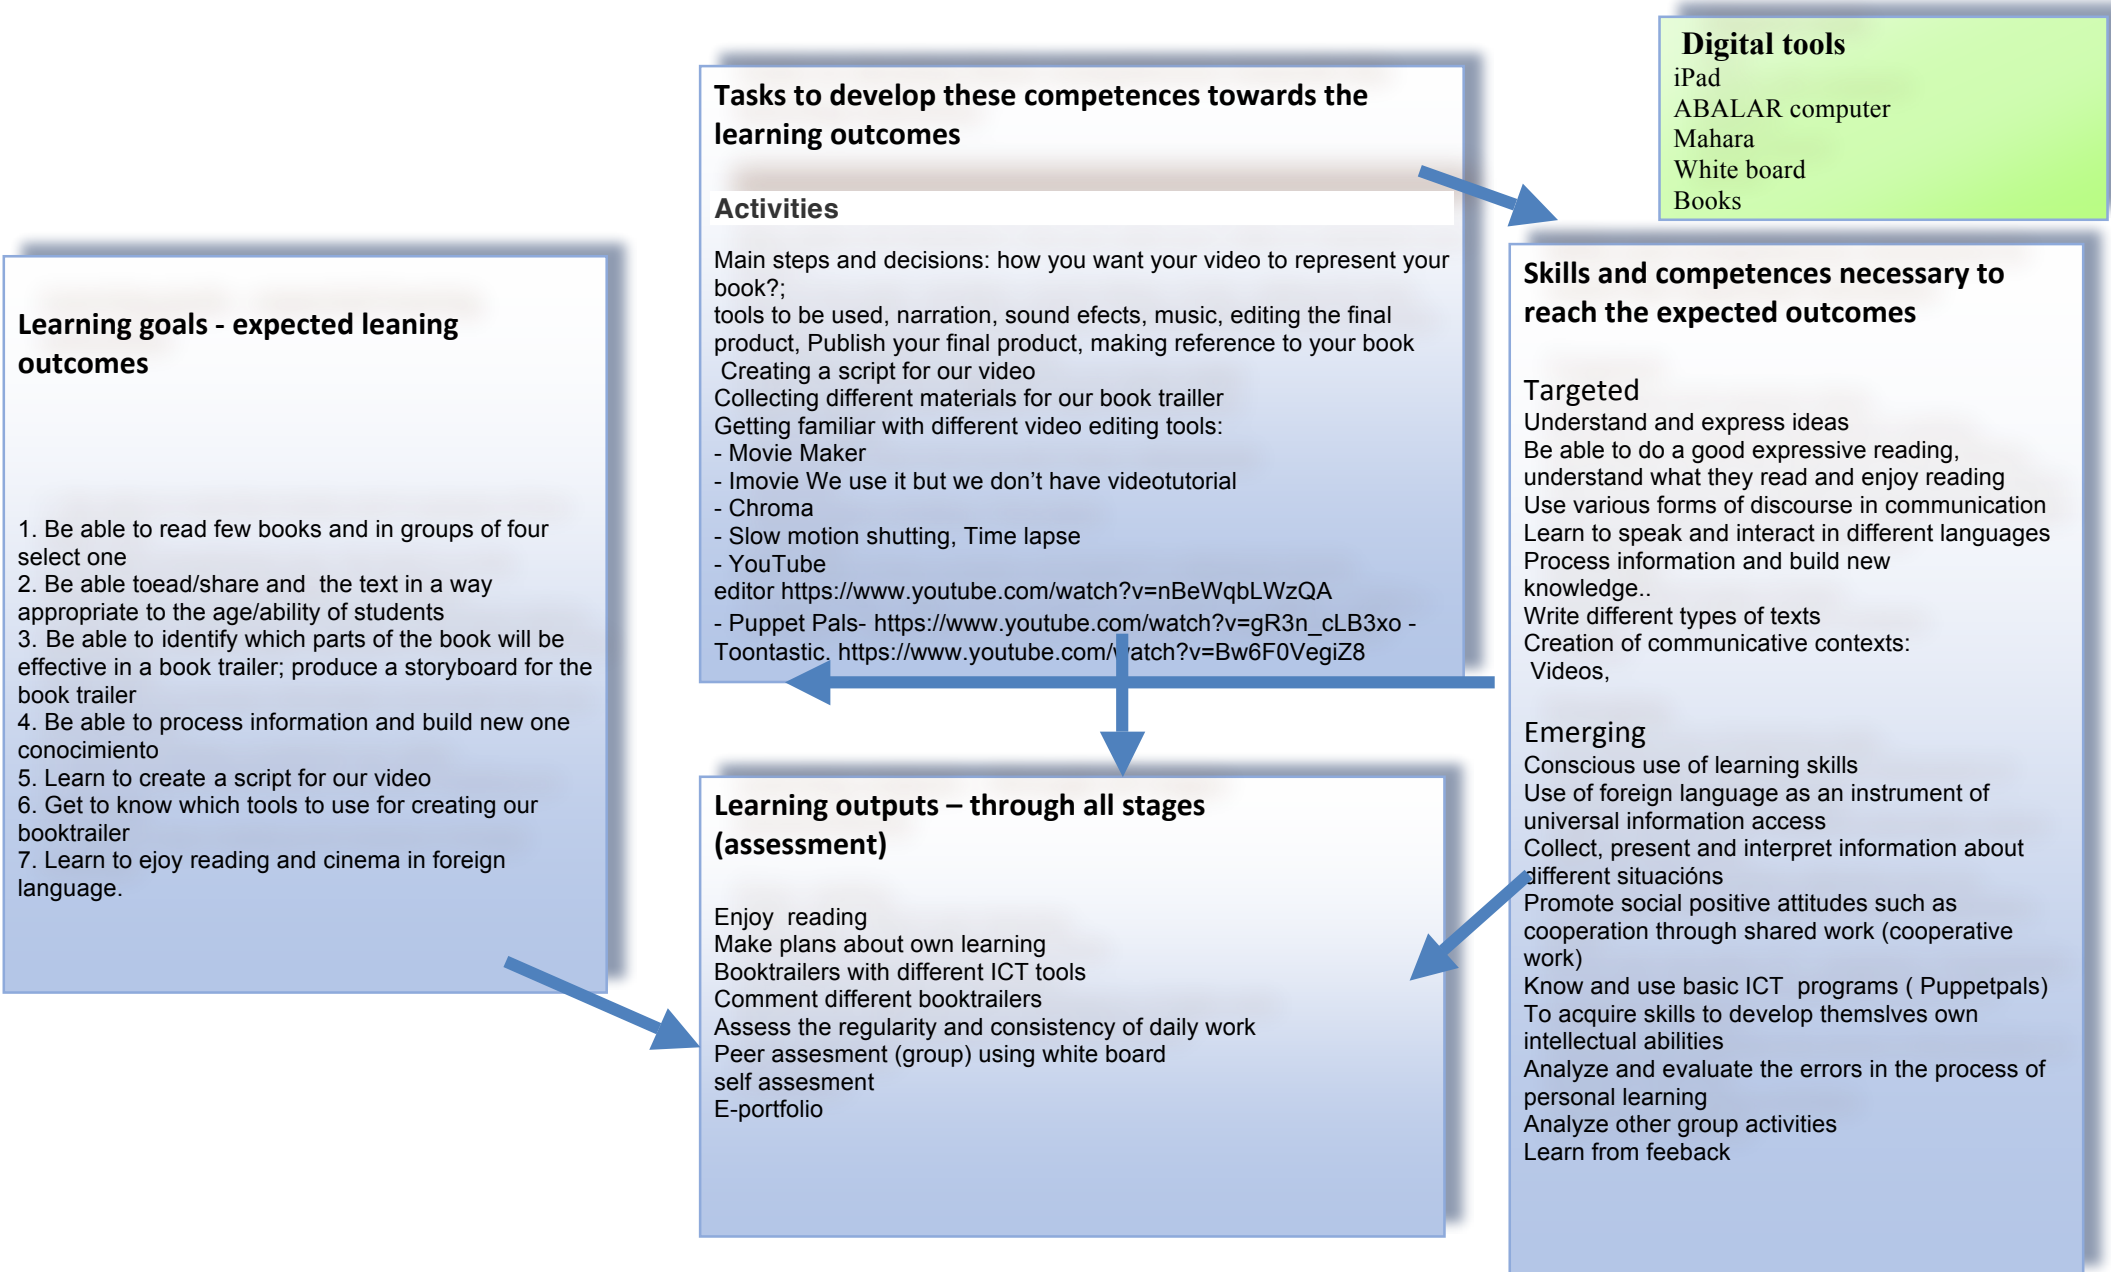 Digital tools
iPad
ABALAR computer
Mahara
White board
Books
Tasks to develop these competences towards the
learning outcomes
Activities
Main steps and decisions: how you want your video to represent your
book?;
tools to be used, narration, sound efects, music, editing the final
product, Publish your final product, making reference to your book
Creating a script for our video
Collecting different materials for our book trailler
Getting familiar with different video editing tools:
- Movie Maker
- Imovie We use it but we don’t have videotutorial
- Chroma
- Slow motion shutting, Time lapse
- YouTube
editor https://www.youtube.com/watch?v=nBeWqbLWzQA
- Puppet Pals- https://www.youtube.com/watch?v=gR3n_cLB3xo -
Toontastic. https://www.youtube.com/watch?v=Bw6F0VegiZ8
Learning goals - expected leaning
outcomes
1. Be able to read few books and in groups of four
select one
2. Be able toead/share and  the text in a way
appropriate to the age/ability of students
3. Be able to identify which parts of the book will be
effective in a book trailer; produce a storyboard for the
book trailer
4. Be able to process information and build new one
conocimiento
5. Learn to create a script for our video
6. Get to know which tools to use for creating our
booktrailer
7. Learn to ejoy reading and cinema in foreign
language.
Learning outputs – through all stages
(assessment)
Enjoy  reading
Make plans about own learning
Booktrailers with different ICT tools
Comment different booktrailers
Assess the regularity and consistency of daily work
Peer assesment (group) using white board
self assesment
E-portfolio
Skills and competences necessary to
reach the expected outcomes
Targeted
Understand and express ideas
Be able to do a good expressive reading,
understand what they read and enjoy reading
Use various forms of discourse in communication
Learn to speak and interact in different languages
Process information and build new
knowledge..
Write different types of texts
Creation of communicative contexts:
Videos,
Emerging
Conscious use of learning skills
Use of foreign language as an instrument of
universal information access
Collect, present and interpret information about
different situacións
Promote social positive attitudes such as
cooperation through shared work (cooperative
work)
Know and use basic ICT  programs ( Puppetpals)
To acquire skills to develop themslves own
intellectual abilities
Analyze and evaluate the errors in the process of
personal learning
Analyze other group activities
Learn from feeback